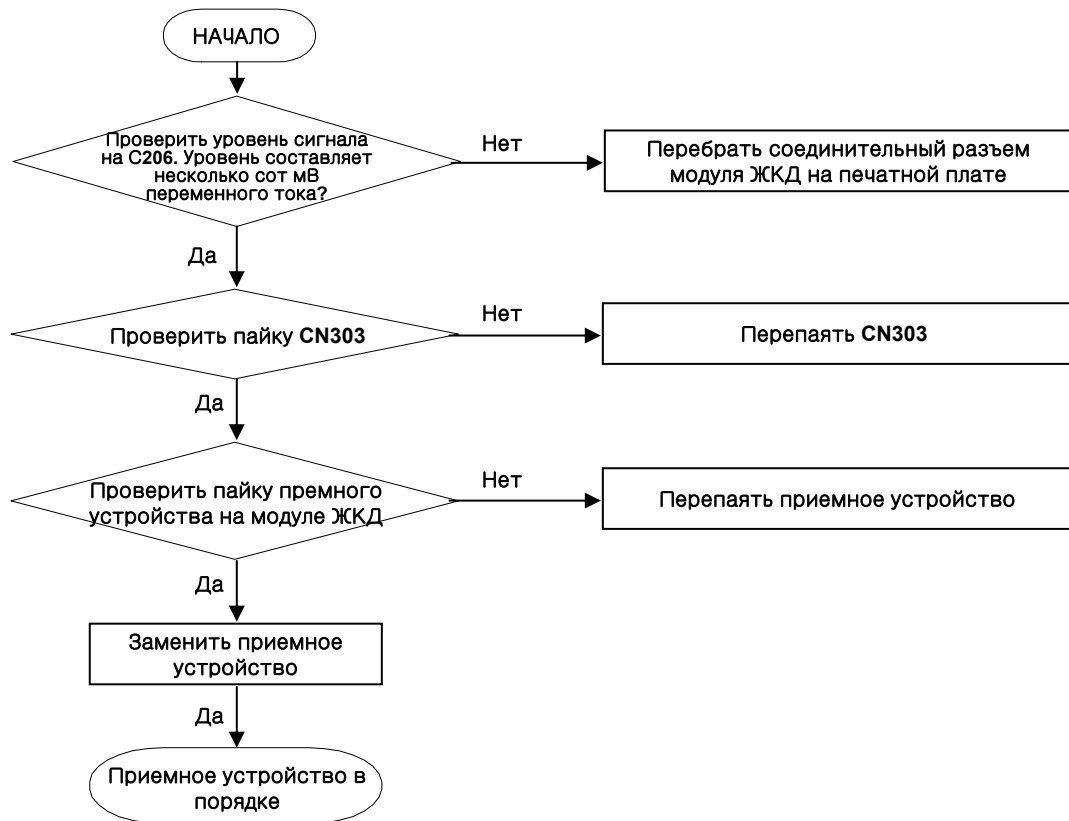 НАЧАЛО
Проверить уровень сигнала
на C206. Уровень составляет
несколько сот мВ
переменного тока?
Нет
Перебрать соединительный разъем
модуля ЖКД на печатной плате
Да
Проверить пайку CN303
Нет
Перепаять CN303
Да
Проверить пайку премного
устройства на модуле ЖКД
Нет
Перепаять приемное устройство
Да
Заменить приемное
устройство
Да
Приемное устройство в
порядке